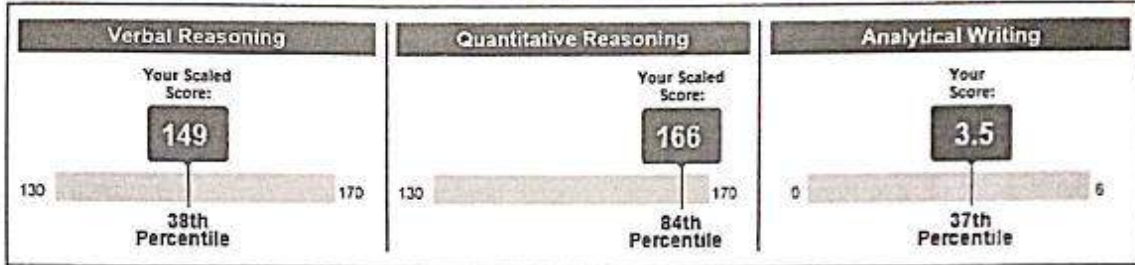 Verbal Reasoning
Your Scaled
Score:
149
130
170
38th
Percentile
Quantitative Reasoning
Your Scaled
Score:
166
130
170
84th
Percentile
Analytical Writing
Your
Score:
3.5
0
6
37th
Percentile